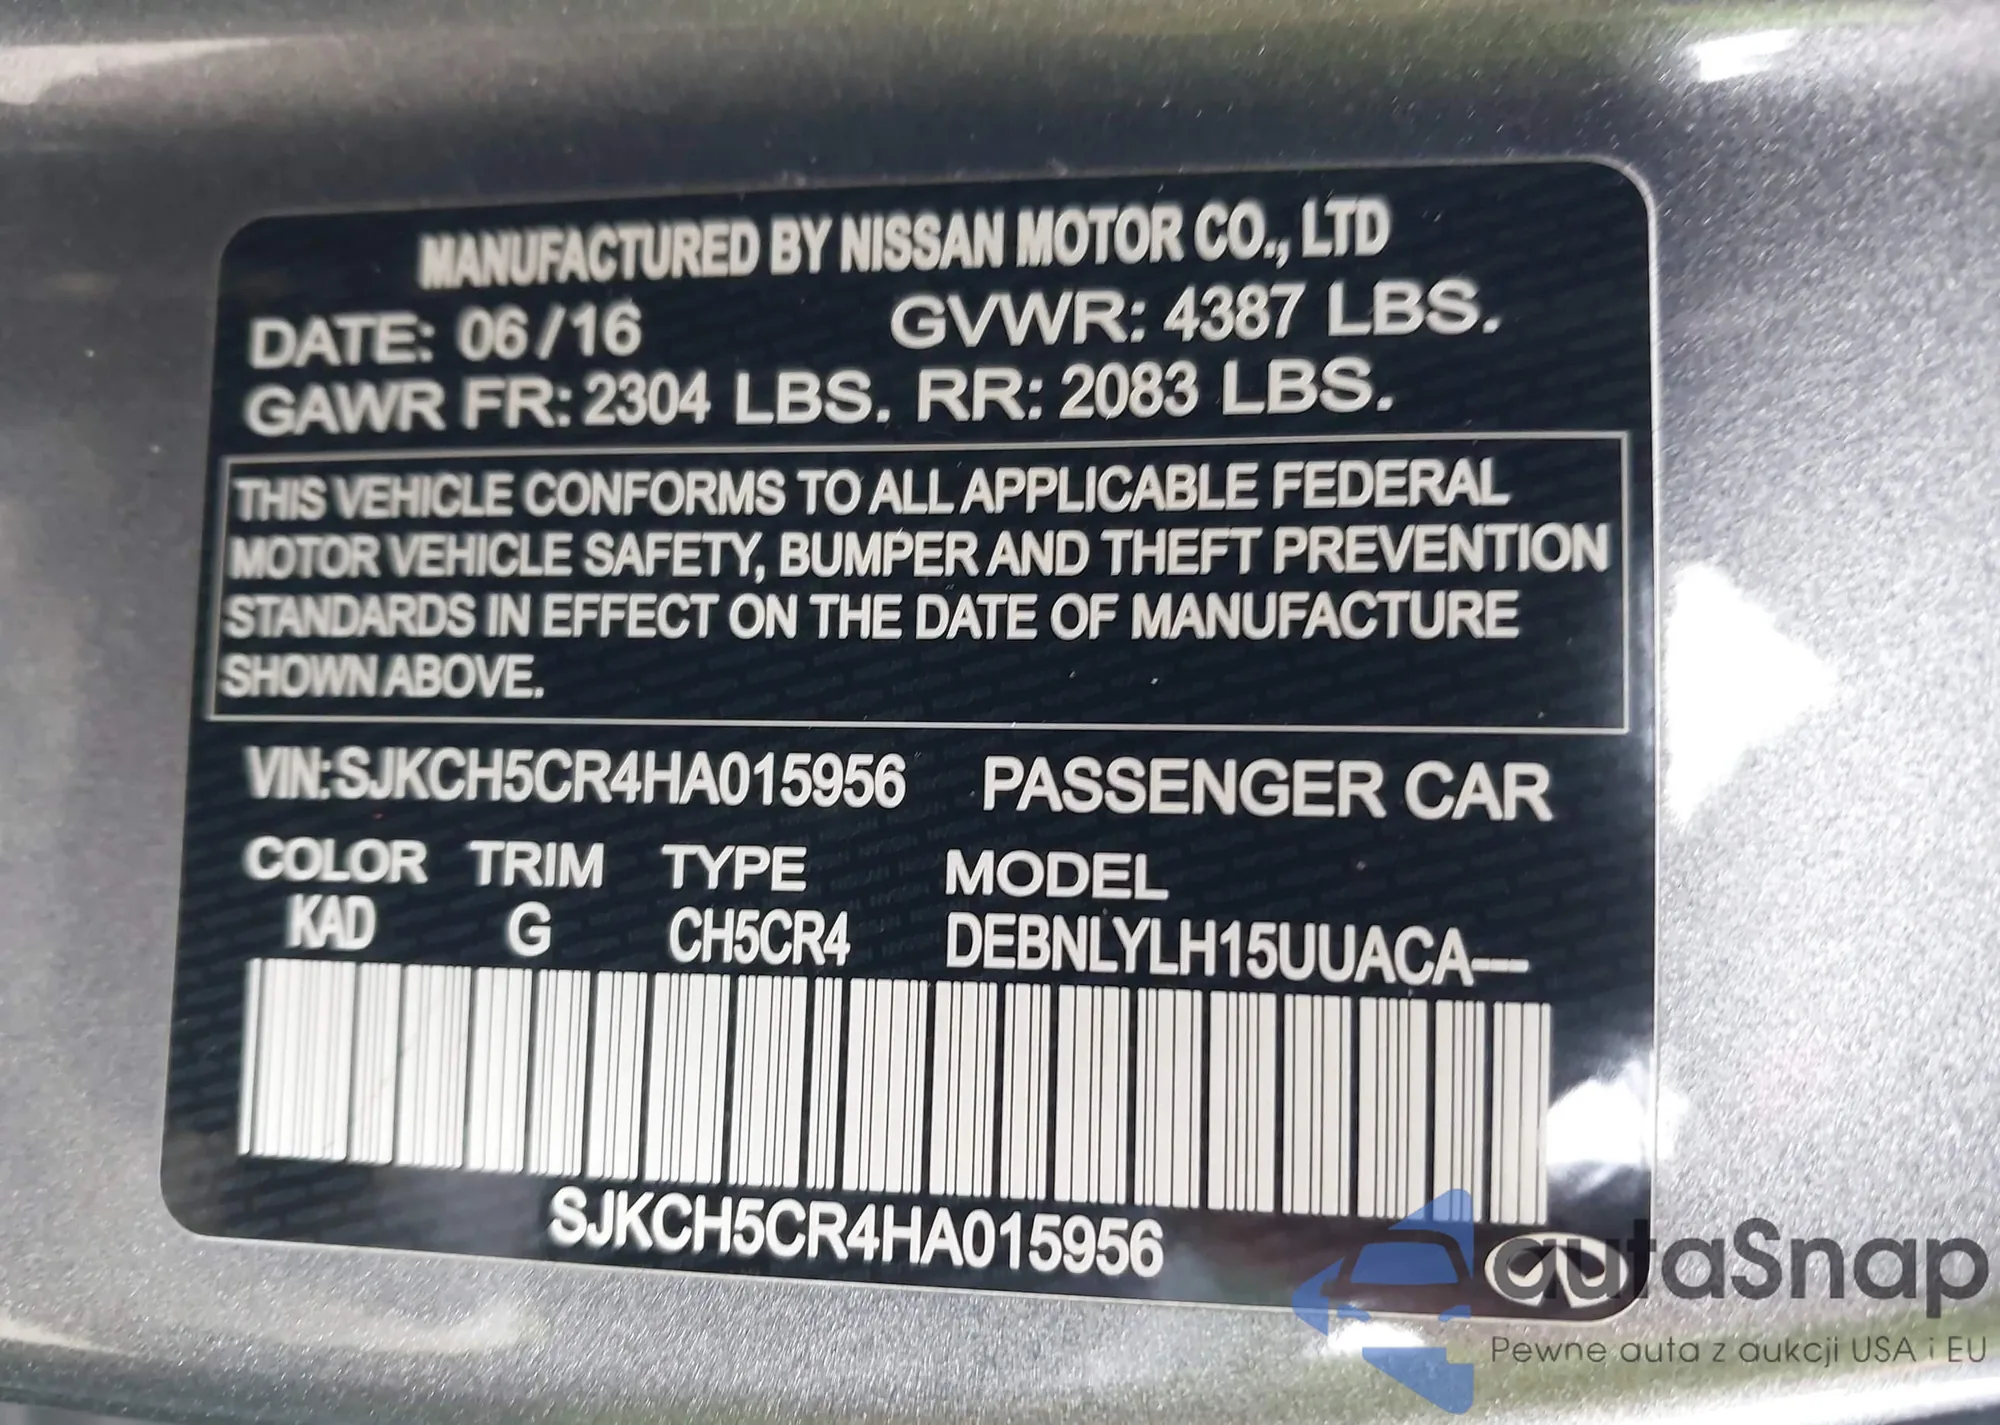 MANUFACTURED BY NISSAN MOTOR CO., LTD
DATE: 06/16 GVWR: 4387 LBS.
GAWR FR: 2304 LBS. RR: 2083 LBS.
THIS VEHICLE CONFORMS TO ALL APPLICABLE FEDERAL
MOTOR VEHICLE SAFETY, BUMPER AND THEFT PREVENTION
STANDARDS IN EFFECT ON THE DATE OF MANUFACTURE
SHOWN ABOVE.
VIN:SJKCH5CR4HA015956 PASSENGER CAR
COLOR TRIM TYPE MODEL
KAD G CH5CR4 DEBNLYLH15UUACA---
SJKCH5CR4HA015956
autaSnap
Pewne auta z aukcji USA i EU